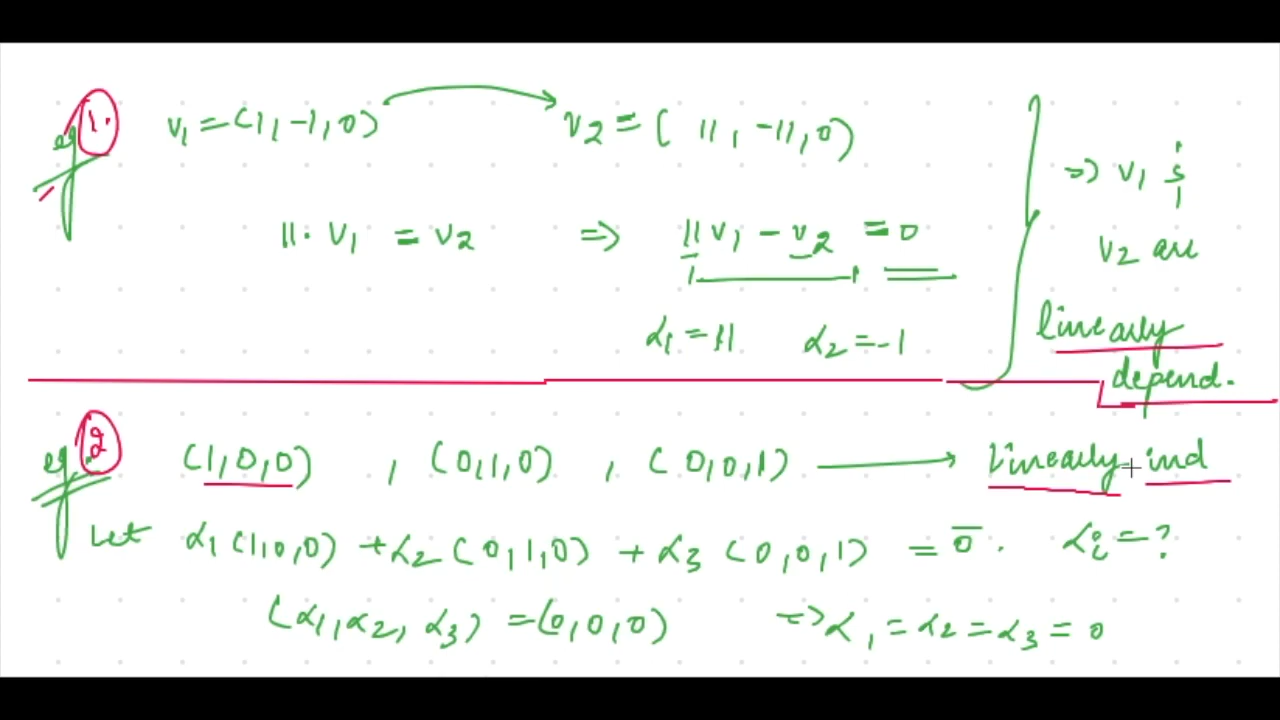 eg 1. v₁ = (1, -1, 0) v₂ = ( 11, -11, 0)
11. v₁ = v₂ => 11v₁ - v₂ = 0
α₁ = 11 α₂ = -1
=> v₁ &
v₂ are
linearly
depend.
eg. 2 (1, 0, 0) , (0, 1, 0) , (0, 0, 1) → linearly ind
Let α₁(1, 0, 0) + α₂(0, 1, 0) + α₃(0, 0, 1) = 0̅. αᵢ = ?
(α₁, α₂, α₃) = (0, 0, 0) => α₁ = α₂ = α₃ = 0